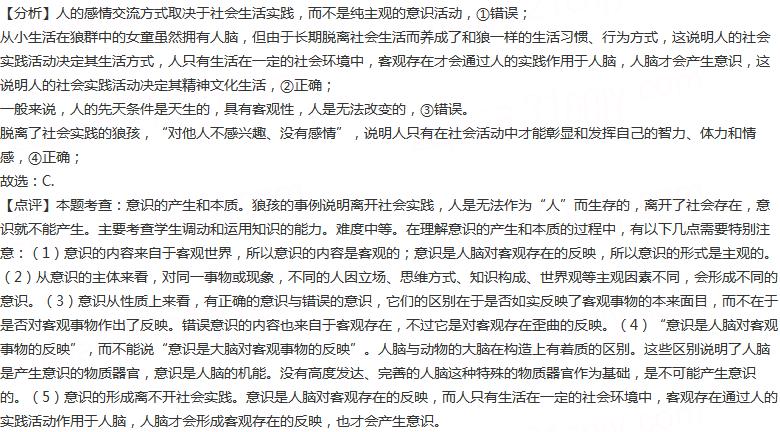 【分析】人的感情交流方式取决于社会生活实践，而不是纯主观的意识活动，①错误；
从小生活在狼群中的女童虽然拥有人脑，但由于长期脱离社会生活而养成了和狼一样的生活习惯、行为方式，这说明人的社会
实践活动决定其生活方式，人只有生活在一定的社会环境中，客观存在才会通过人的实践作用于人脑，人脑才会产生意识，这
说明人的社会实践活动决定其精神文化生活，②正确；
一般来说，人的先天条件是天生的，具有客观性，人是无法改变的，③错误。
脱离了社会实践的狼孩，“对他人不感兴趣、没有感情”，说明人只有在社会活动中才能彰显和发挥自己的智力、体力和情
感，④正确；
故选：C.
【点评】本题考查：意识的产生和本质。狼孩的事例说明离开社会实践，人是无法作为“人”而生存的，离开了社会存在，意
识就不能产生。主要考查学生调动和运用知识的能力。难度中等。在理解意识的产生和本质的过程中，有以下几点需要特别注
意：（1）意识的内容来自于客观世界，所以意识的内容是客观的；意识是人脑对客观存在的反映，所以意识的形式是主观的。
（2）从意识的主体来看，对同一事物或现象，不同的人因立场、思维方式、知识构成、世界观等主观因素不同，会形成不同的
意识。（3）意识从性质上来看，有正确的意识与错误的意识，它们的区别在于是否如实反映了客观事物的本来面目，而不在于
是否对客观事物作出了反映。错误意识的内容也来自于客观存在，不过它是对客观存在歪曲的反映。（4）“意识是人脑对客观
事物的反映”，而不能说“意识是大脑对客观事物的反映”。人脑与动物的大脑在构造上有着质的区别。这些区别说明了人脑
是产生意识的物质器官，意识是人脑的机能。没有高度发达、完善的人脑这种特殊的物质器官作为基础，是不可能产生意识
的。（5）意识的形成离不开社会实践。意识是人脑对客观存在的反映，而人只有生活在一定的社会环境中，客观存在通过人的
实践活动作用于人脑，人脑才会形成客观存在的反映，也才会产生意识。